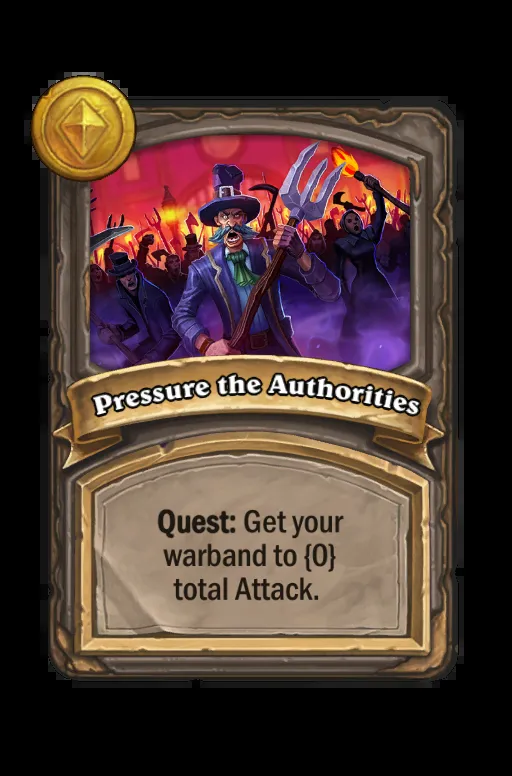 Pressure the Authorities
Quest: Get your
warband to {0}
total Attack.